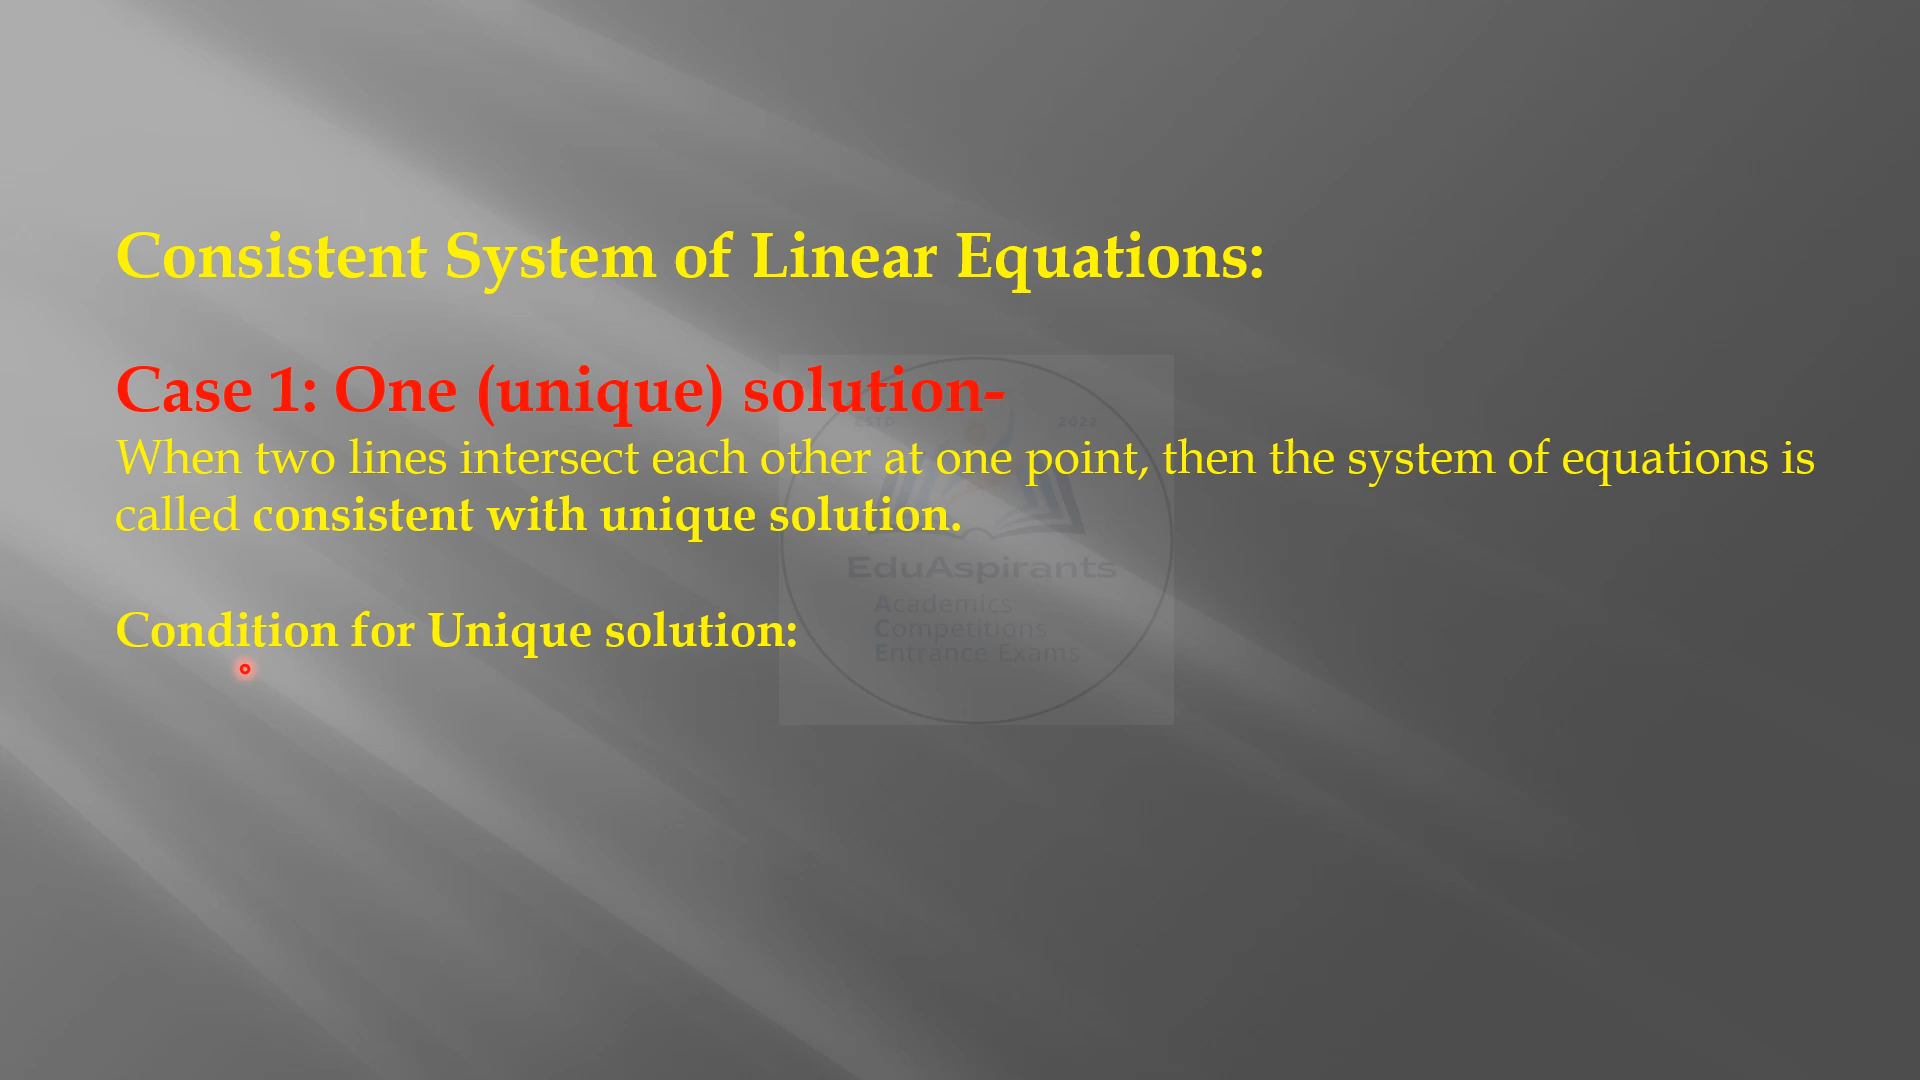 Consistent System of Linear Equations:
Case 1: One (unique) solution-
ESTD 2022
When two lines intersect each other at one point, then the system of equations is
called consistent with unique solution.
EduAspirants
Academics
Competitions
Entrance Exams
Condition for Unique solution: